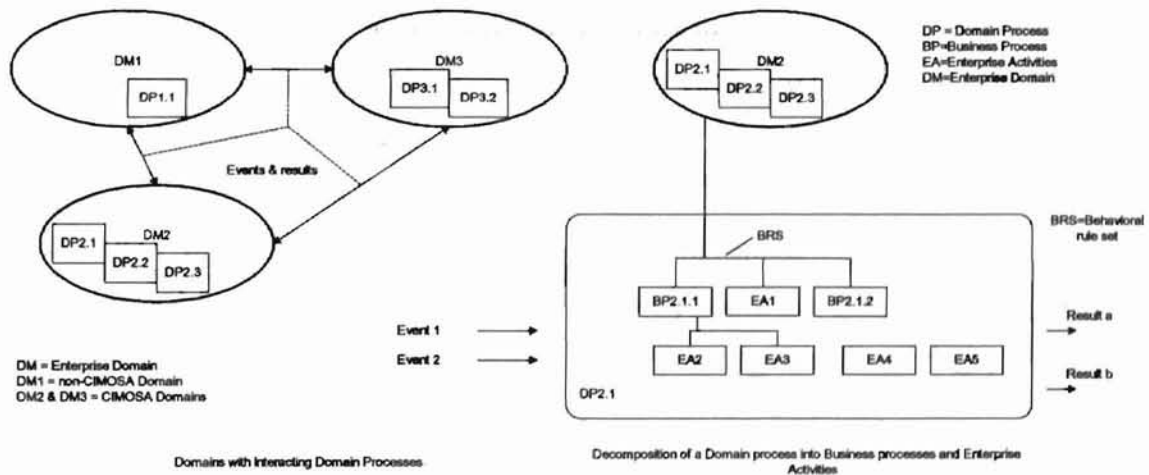 DM1
DP1.1
DM3
DP3.1
DP3.2
Events & results
DM2
DP2.1
DP2.2
DP2.3
DM = Enterprise Domain
DM1 = non-CIMOSA Domain
DM2 & DM3 = CIMOSA Domains
Domains with Interacting Domain Processes
DM2
DP2.1
DP2.2
DP2.3
DP = Domain Process
BP=Business Process
EA=Enterprise Activities
DM=Enterprise Domain
BRS=Behavioral
rule set
BRS
BP2.1.1
EA1
BP2.1.2
Event 1
Event 2
EA2
EA3
EA4
EA5
DP2.1
Result a
Result b
Decomposition of a Domain process into Business processes and Enterprise
Activities